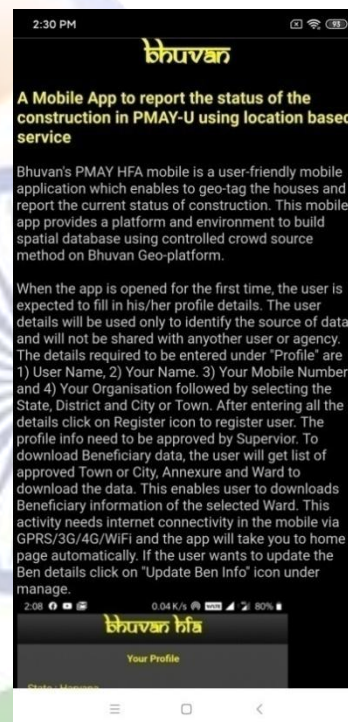 2:30 PM
93
bhuvan
A Mobile App to report the status of the
construction in PMAY-U using location based
service
Bhuvan's PMAY HFA mobile is a user-friendly mobile
application which enables to geo-tag the houses and
report the current status of construction. This mobile
app provides a platform and environment to build
spatial database using controlled crowd source
method on Bhuvan Geo-platform.
When the app is opened for the first time, the user is
expected to fill in his/her profile details. The user
details will be used only to identify the source of data
and will not be shared with anyother user or agency.
The details required to be entered under "Profile" are
1) User Name, 2) Your Name. 3) Your Mobile Number
and 4) Your Organisation followed by selecting the
State, District and City or Town. After entering all the
details click on Register icon to register user. The
profile info need to be approved by Supervior. To
download Beneficiary data, the user will get list of
approved Town or City, Annexure and Ward to
download the data. This enables user to downloads
Beneficiary information of the selected Ward. This
activity needs internet connectivity in the mobile via
GPRS/3G/4G/WiFi and the app will take you to home
page automatically. If the user wants to update the
Ben details click on "Update Ben Info" icon under
manage.
2:08 0.04 K/s 80%
bhuvan hfa
Your Profile
State : Haryana